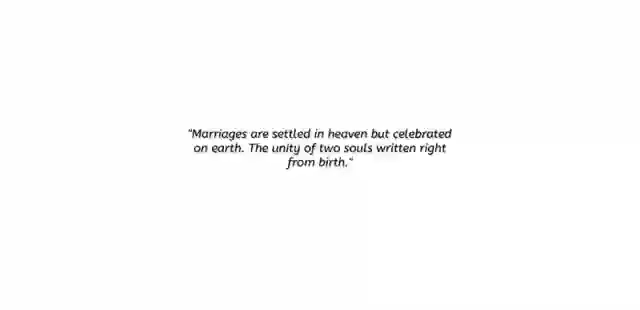 "Marriages are settled in heaven but celebrated
on earth. The unity of two souls written right
from birth."